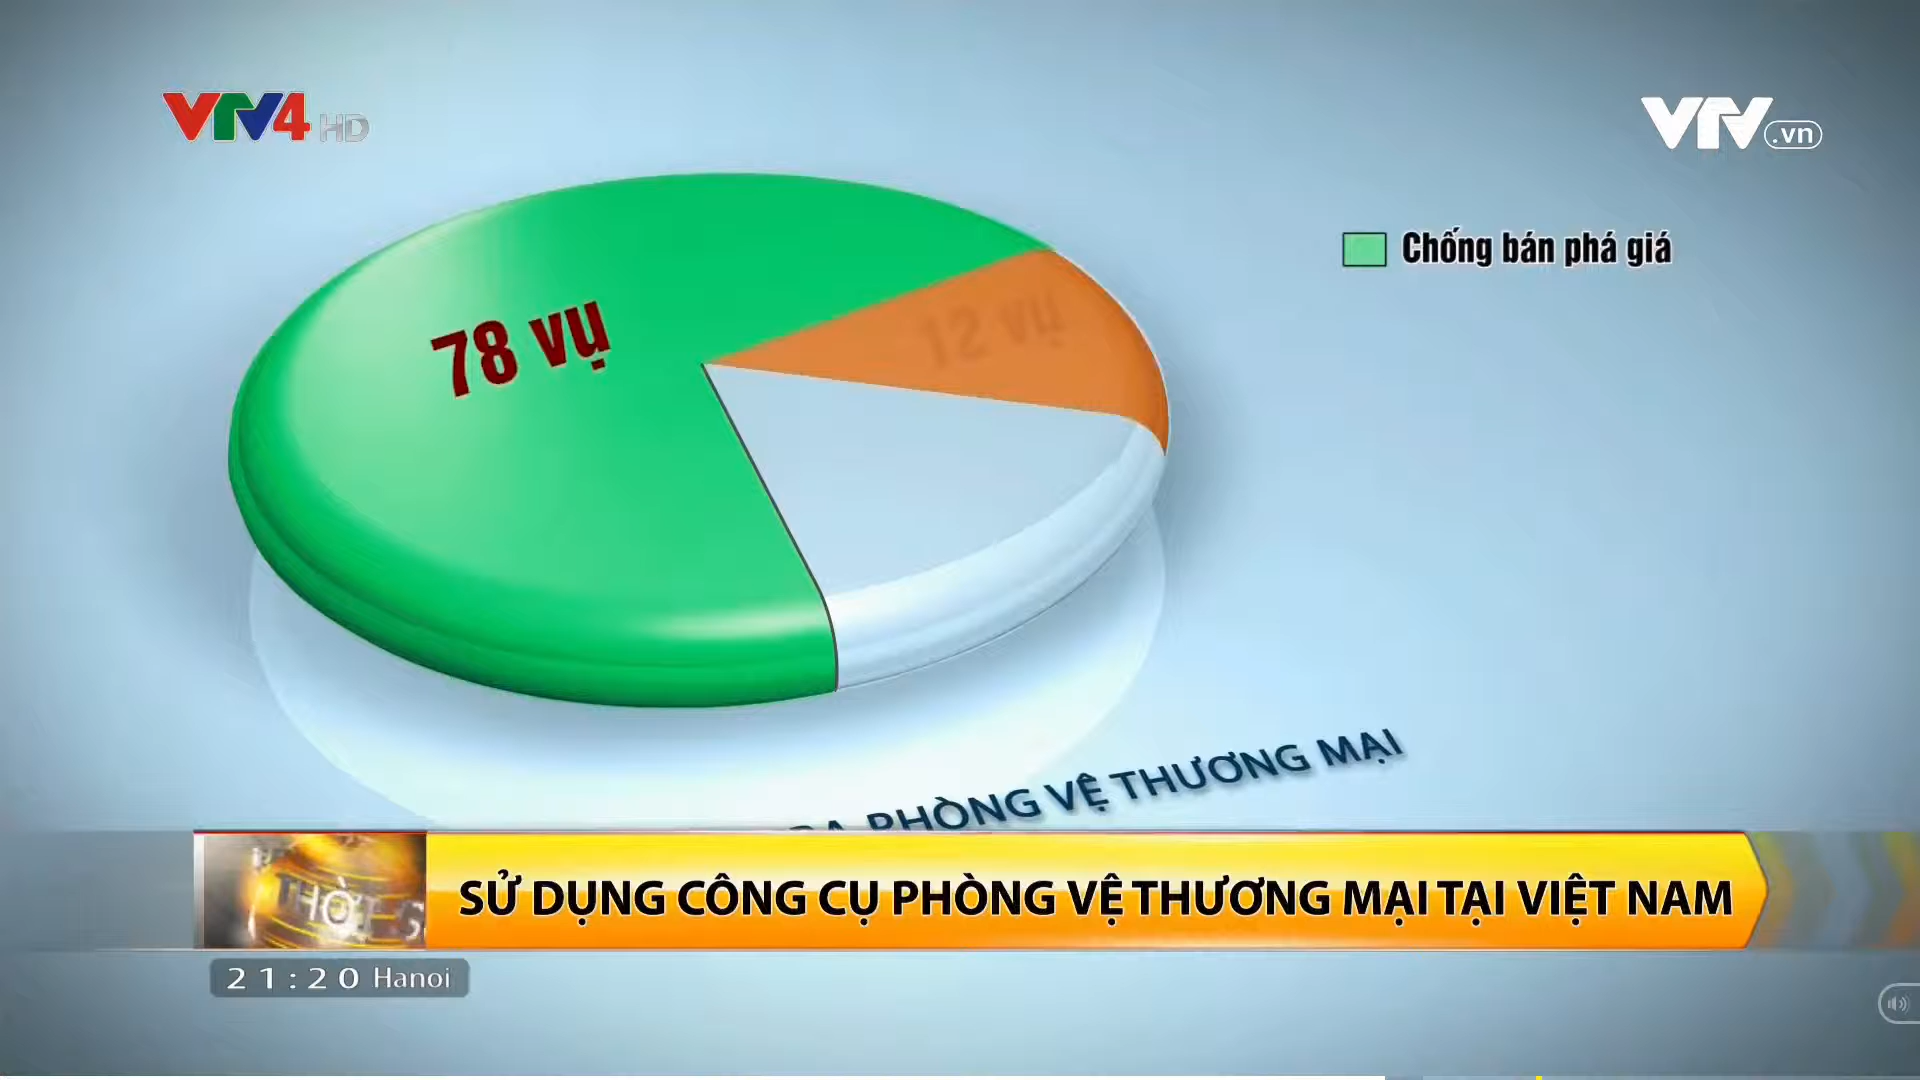 VTV4 HD
VTV.vn
Chống bán phá giá
78 vụ
12 vụ
PHÒNG VỆ THƯƠNG MẠI
SỬ DỤNG CÔNG CỤ PHÒNG VỆ THƯƠNG MẠI TẠI VIỆT NAM
21:20 Hanoi